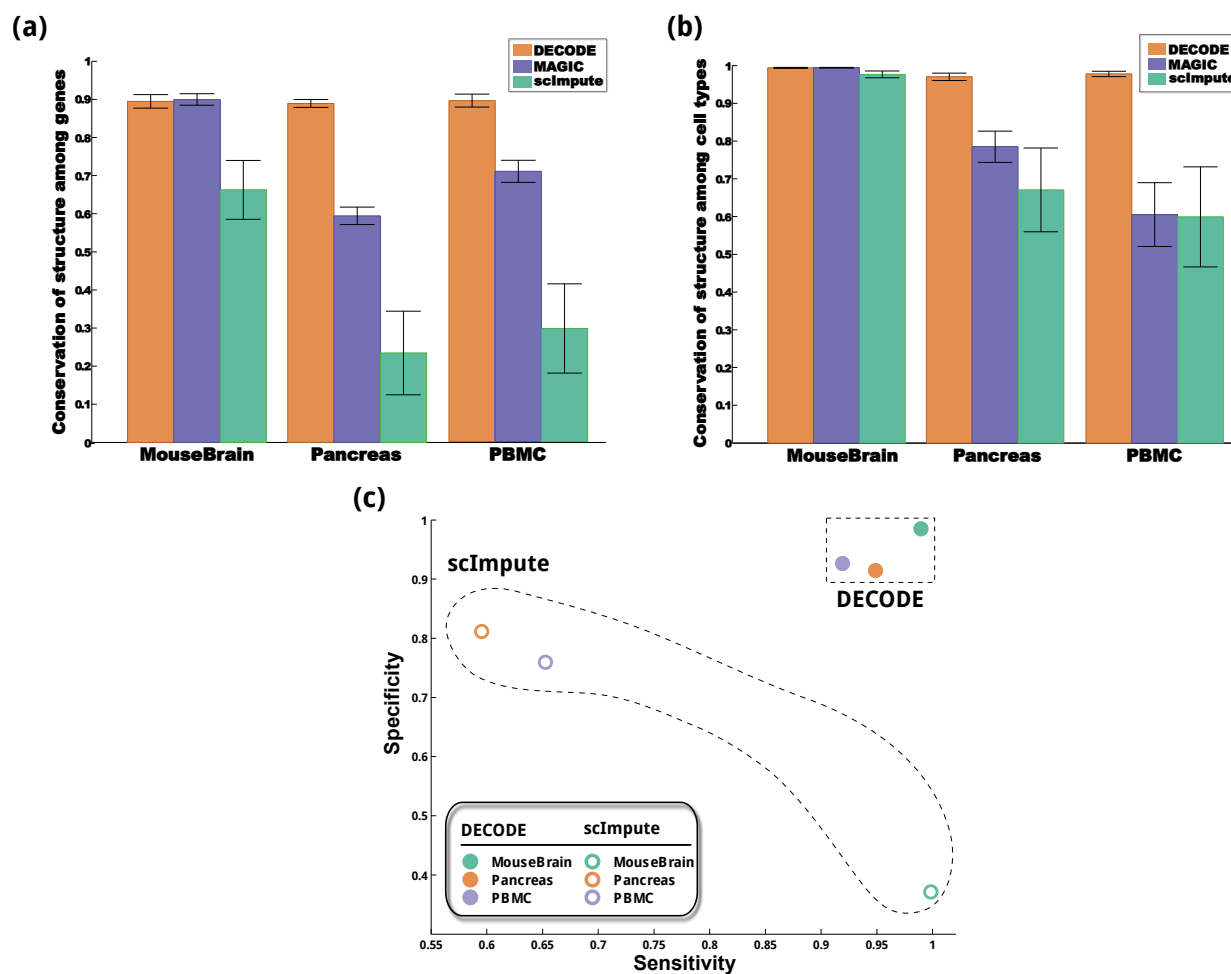 (a)
DECODE
MAGIC
scImpute
Conservation of structure among genes
1
0.9
0.8
0.7
0.6
0.5
0.4
0.3
0.2
0.1
0
MouseBrain Pancreas PBMC
(b)
DECODE
MAGIC
scImpute
Conservation of structure among cell types
1
0.9
0.8
0.7
0.6
0.5
0.4
0.3
0.2
0.1
0
MouseBrain Pancreas PBMC
(c)
scImpute
DECODE
Specificity
1
0.9
0.8
0.7
0.6
0.5
0.4
DECODE scImpute
MouseBrain MouseBrain
Pancreas Pancreas
PBMC PBMC
0.55 0.6 0.65 0.7 0.75 0.8 0.85 0.9 0.95 1
Sensitivity